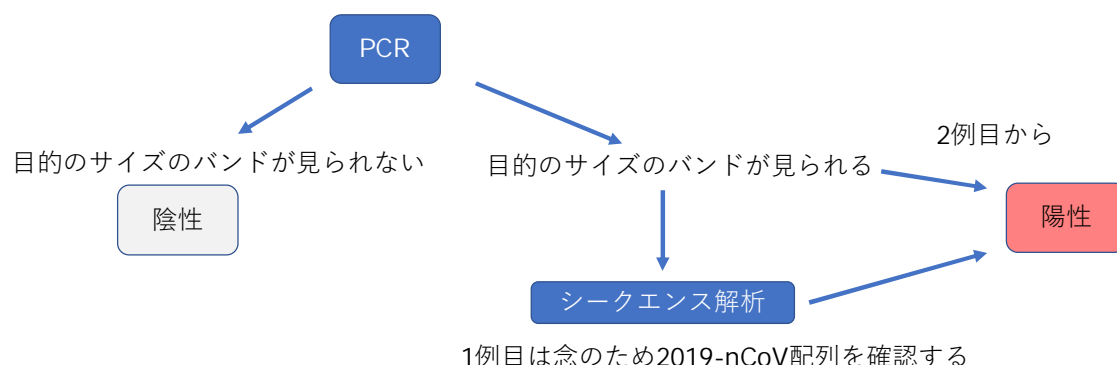 PCR
2例目から
目的のサイズのバンドが見られない
目的のサイズのバンドが見られる
陰性
陽性
シークエンス解析
1例目は念のため2019-nCoV配列を確認する